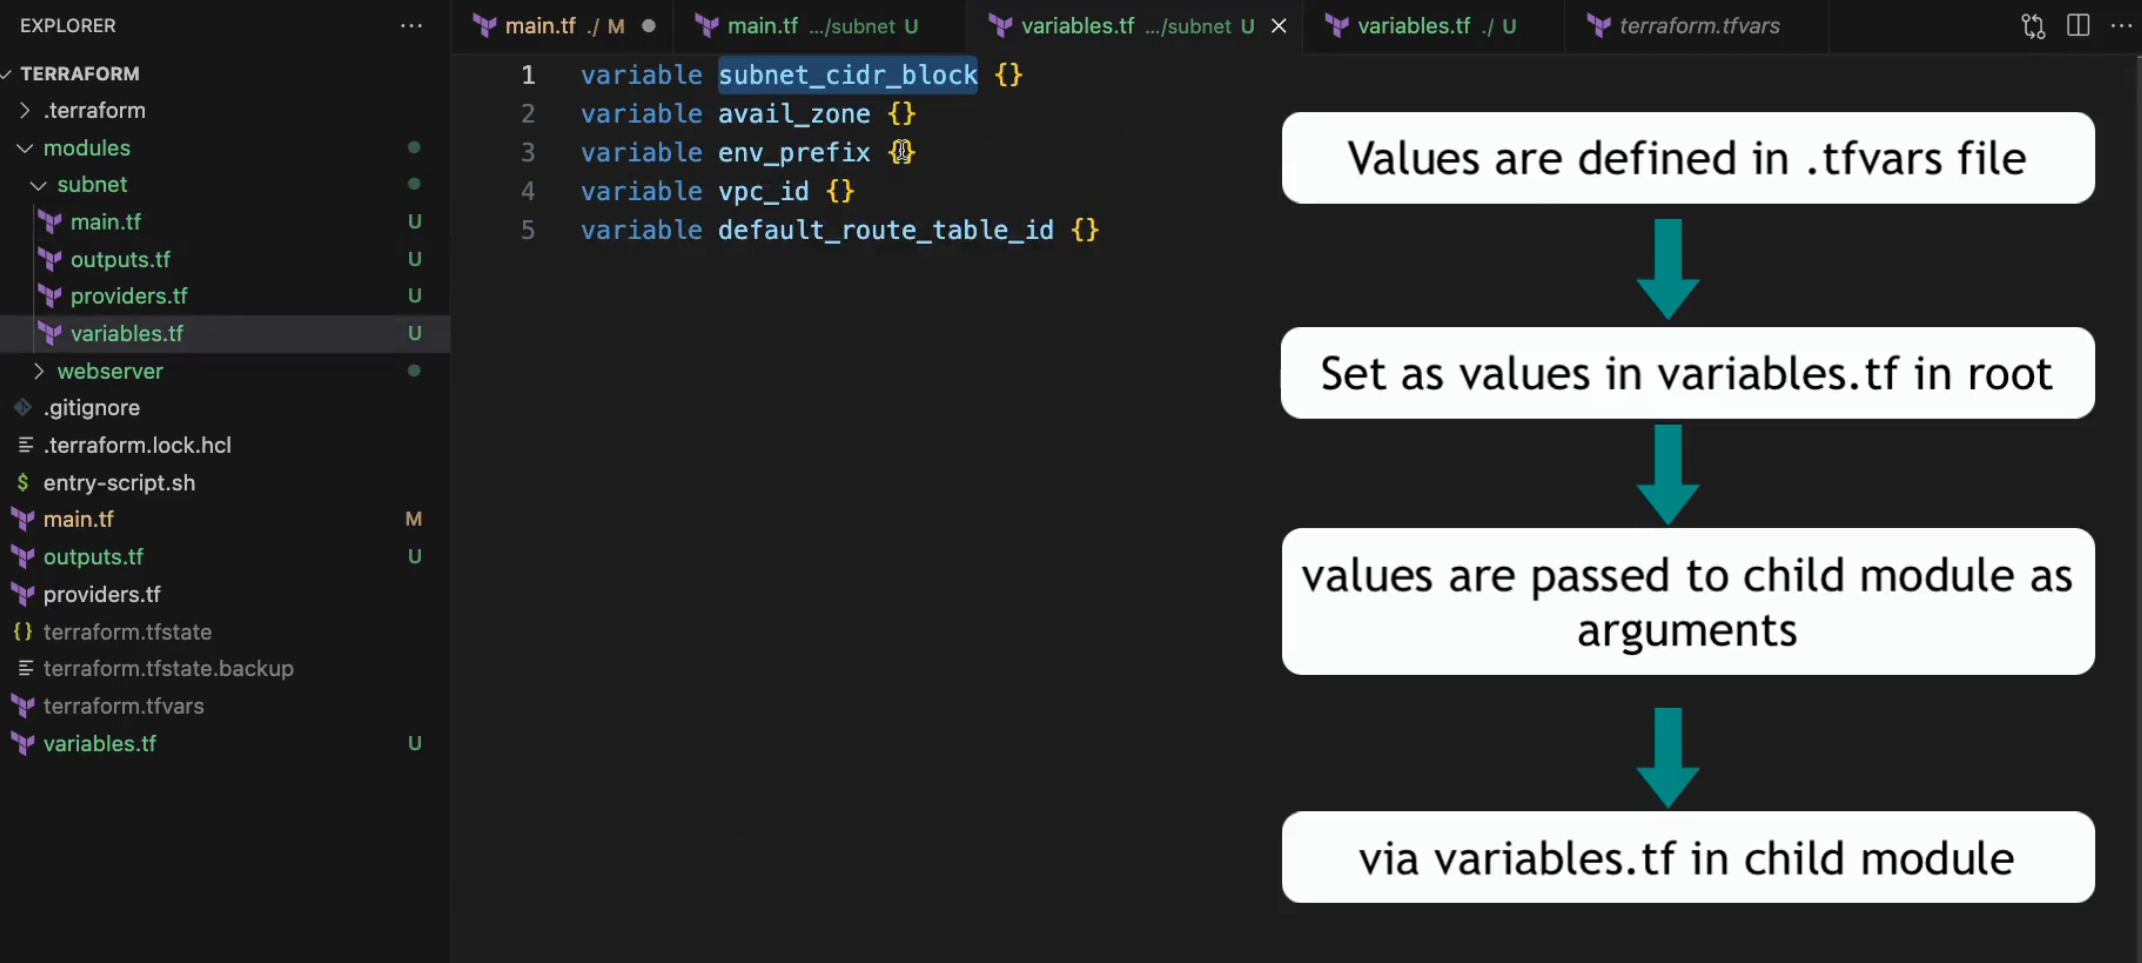 EXPLORER ···
TERRAFORM
.terraform
modules
subnet
main.tf U
outputs.tf U
providers.tf U
variables.tf U
webserver
.gitignore
.terraform.lock.hcl
$ entry-script.sh
main.tf M
outputs.tf U
providers.tf
{} terraform.tfstate
terraform.tfstate.backup
terraform.tfvars
variables.tf U
main.tf ./ M
main.tf .../subnet U
variables.tf .../subnet U
variables.tf ./ U
terraform.tfvars
1 variable subnet_cidr_block {}
2 variable avail_zone {}
3 variable env_prefix {}
4 variable vpc_id {}
5 variable default_route_table_id {}
Values are defined in .tfvars file
Set as values in variables.tf in root
values are passed to child module as
arguments
via variables.tf in child module